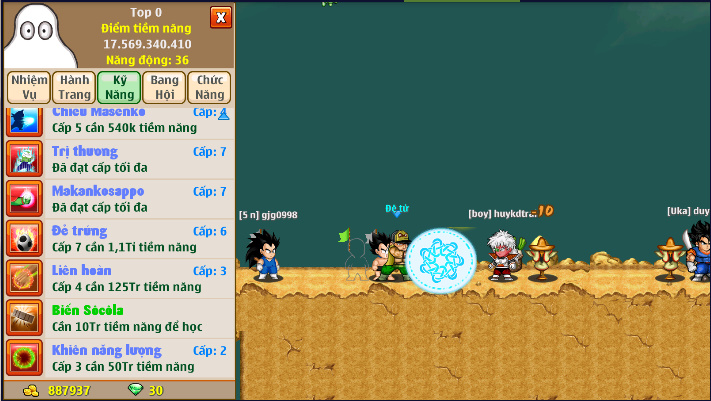 Top 0
Điểm tiềm năng
17.569.340.410
Năng động: 36
X
Nhiệm Vụ
Hành Trang
Kỹ Năng
Bang Hội
Chức Năng
Chiêu Masenko Cấp: 4
Cấp 5 cần 540k tiềm năng
Trị thương Cấp: 7
Đã đạt cấp tối đa
Makankosappo Cấp: 7
Đã đạt cấp tối đa
Đẻ trứng Cấp: 6
Cấp 7 cần 1,1Tỉ tiềm năng
Liên hoàn Cấp: 3
Cấp 4 cần 125Tr tiềm năng
Biến Sôcôla
Cần 10Tr tiềm năng để học
Khiên năng lượng Cấp: 2
Cấp 3 cần 50Tr tiềm năng
887937 30
[5 n] gjg0998
Đệ tử
[boy] huykdtra
-10
[Uka] duy